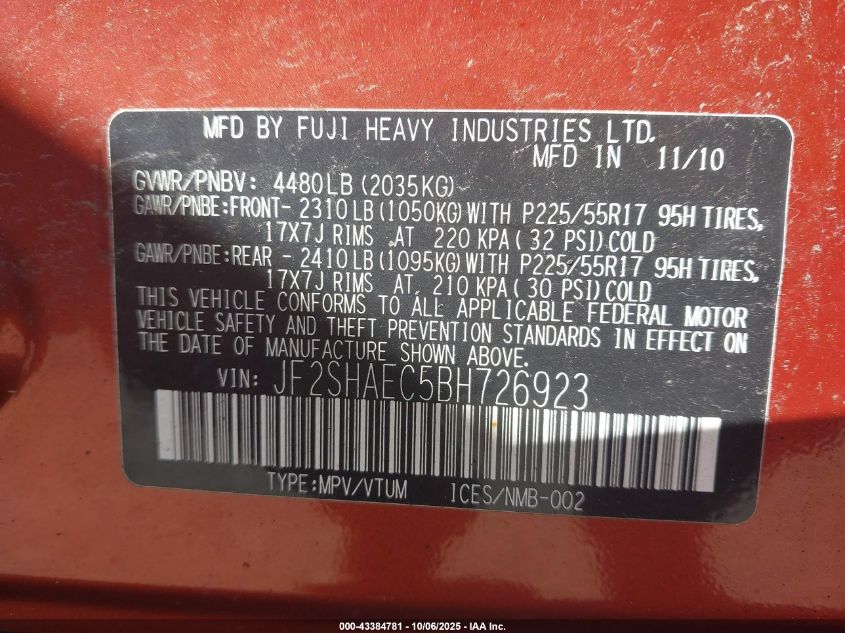 MFD BY FUJI HEAVY INDUSTRIES LTD.
MFD IN 11/10
GVWR/PNBV: 4480LB (2035KG)
GAWR/PNBE:FRONT- 2310LB (1050KG) WITH P225/55R17 95H TIRES,
17X7J RIMS AT 220 KPA ( 32 PSI) COLD
GAWR/PNBE:REAR - 2410LB (1095KG) WITH P225/55R17 95H TIRES,
17X7J RIMS AT 210 KPA ( 30 PSI) COLD
THIS VEHICLE CONFORMS TO ALL APPLICABLE FEDERAL MOTOR
VEHICLE SAFETY AND THEFT PREVENTION STANDARDS IN EFFECT ON
THE DATE OF MANUFACTURE SHOWN ABOVE.
VIN: JF2SHAEC5BH726923
TYPE:MPV/VTUM ICES/NMB-002
000-43384781 - 10/06/2025 - IAA Inc.